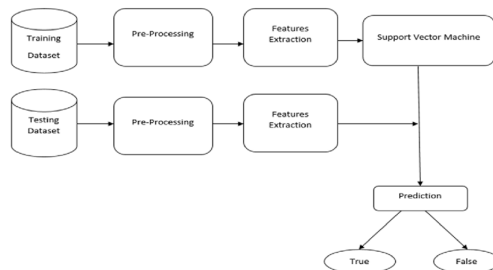 Training
Dataset
Pre-Processing
Features
Extraction
Support Vector Machine
Testing
Dataset
Pre-Processing
Features
Extraction
Prediction
True
False